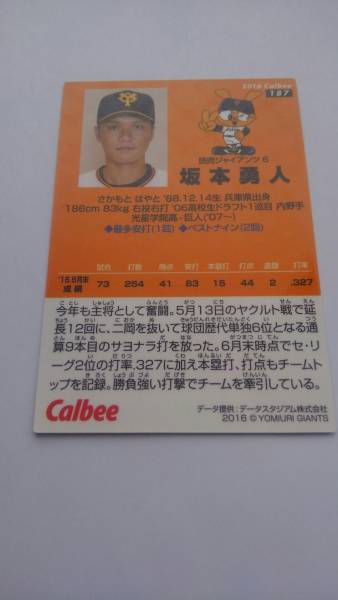 2016 Calbee
187
読売ジャイアンツ 6
坂本勇人
さかもと はやと '88.12.14生 兵庫県出身
186cm 83kg 右投右打 '06高校生ドラフト1巡目 内野手
光星学院高-巨人('07~)
◆最多安打(1回) ◆ベストナイン(2回)
'16.6月末成績 試合 打数 得点 安打 本塁打 打点 盗塁 打率
73 254 41 83 15 44 2 .327
今年も主将として奮闘。5月13日のヤクルト戦で延
長12回に、二岡を抜いて球団歴代単独6位となる通
算9本目のサヨナラ打を放った。6月末時点でセ・リ
ーグ2位の打率.327に加え本塁打、打点もチームト
ップを記録。勝負強い打撃でチームを牽引している。
Calbee
データ提供:データスタジアム株式会社
2016 © YOMIURI GIANTS